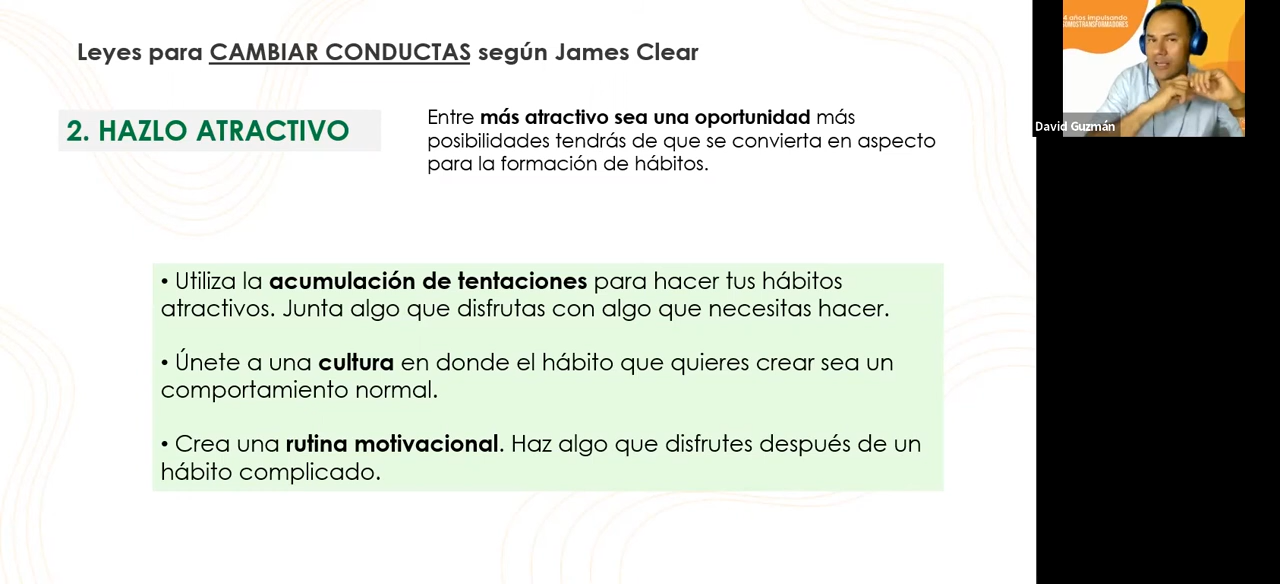 Leyes para CAMBIAR CONDUCTAS según James Clear
2. HAZLO ATRACTIVO
Entre más atractivo sea una oportunidad más
posibilidades tendrás de que se convierta en aspecto
para la formación de hábitos.
• Utiliza la acumulación de tentaciones para hacer tus hábitos
atractivos. Junta algo que disfrutas con algo que necesitas hacer.
• Únete a una cultura en donde el hábito que quieres crear sea un
comportamiento normal.
• Crea una rutina motivacional. Haz algo que disfrutes después de un
hábito complicado.
4 años impulsando
SOMOSTRANSFORMADORES
David Guzmán